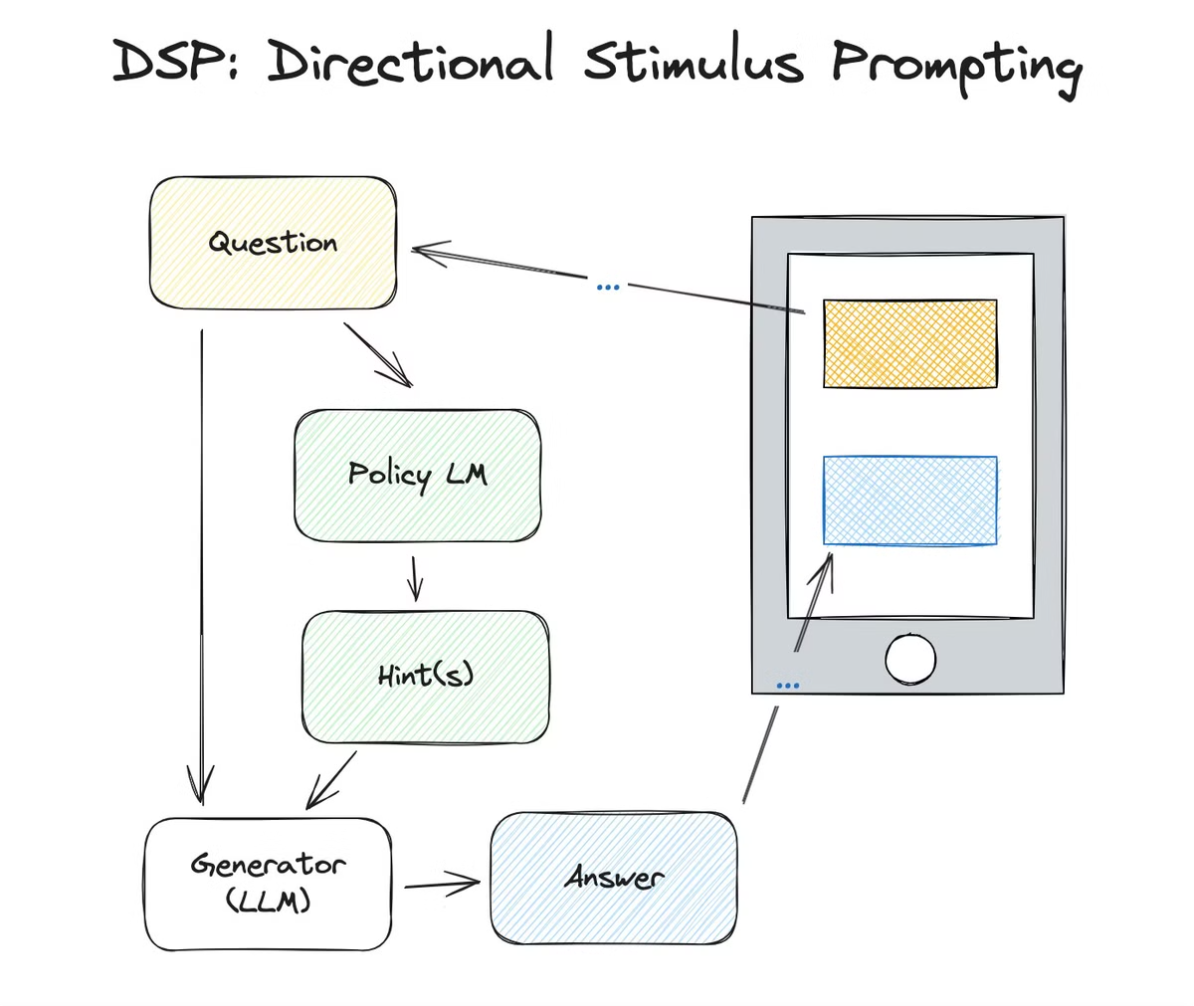 DSP: Directional Stimulus Prompting
Question
Policy LM
Hint(s)
Generator
(LLM)
Answer